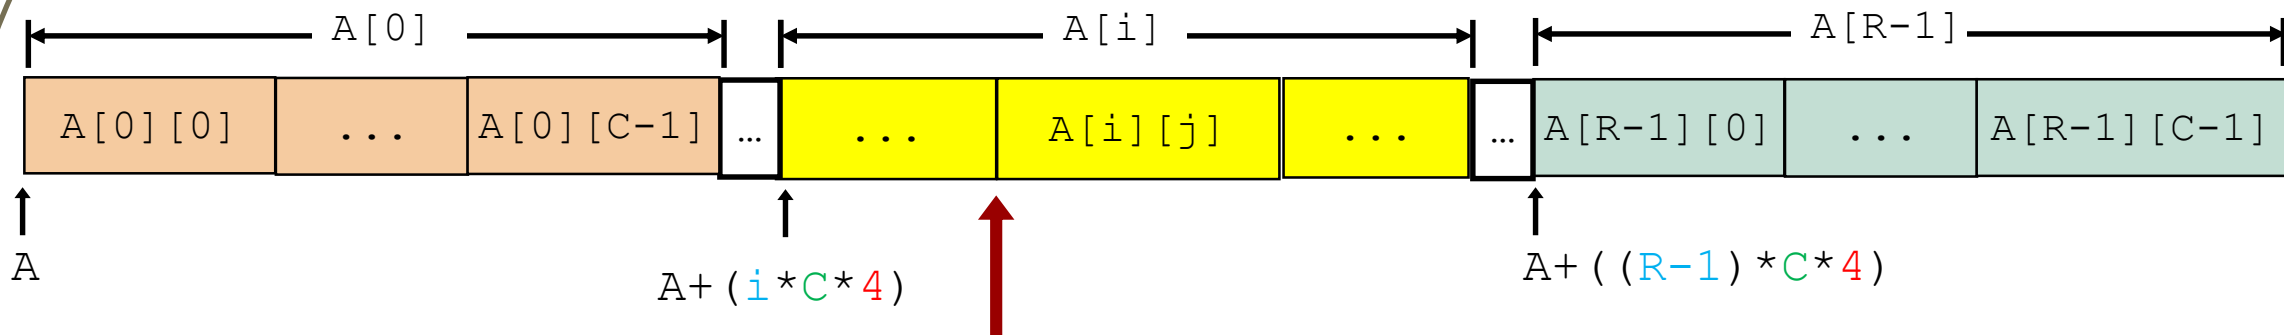 A[0] A[i] A[R-1]
A[0][0] ... A[0][C-1] ... ... A[i][j] ... ... A[R-1][0] ... A[R-1][C-1]
A A+(i*C*4) A+((R-1)*C*4)